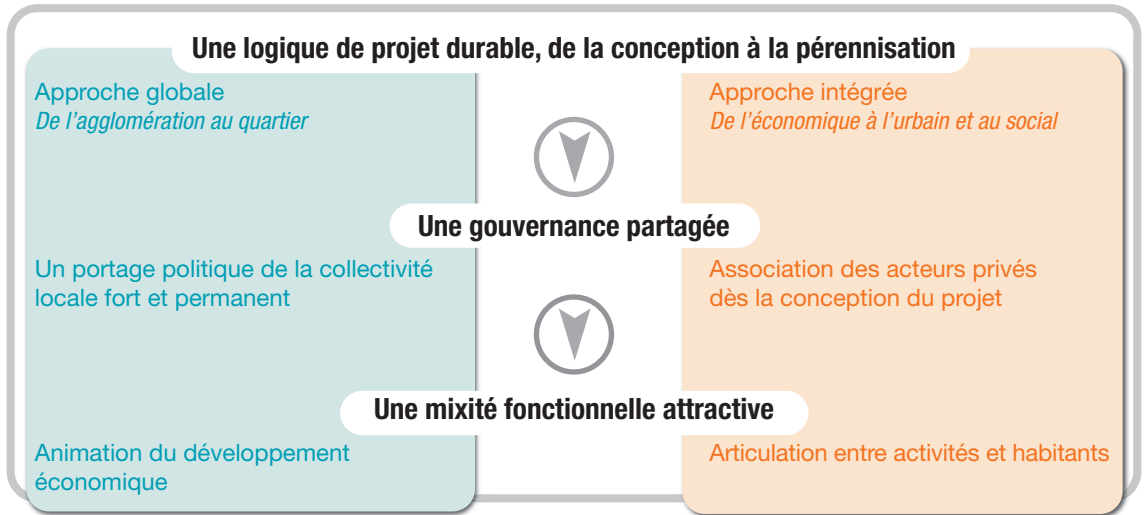 Une logique de projet durable, de la conception à la pérennisation
Approche globale
De l’agglomération au quartier
Approche intégrée
De l’économique à l’urbain et au social
Une gouvernance partagée
Un portage politique de la collectivité
locale fort et permanent
Association des acteurs privés
dès la conception du projet
Une mixité fonctionnelle attractive
Animation du développement
économique
Articulation entre activités et habitants